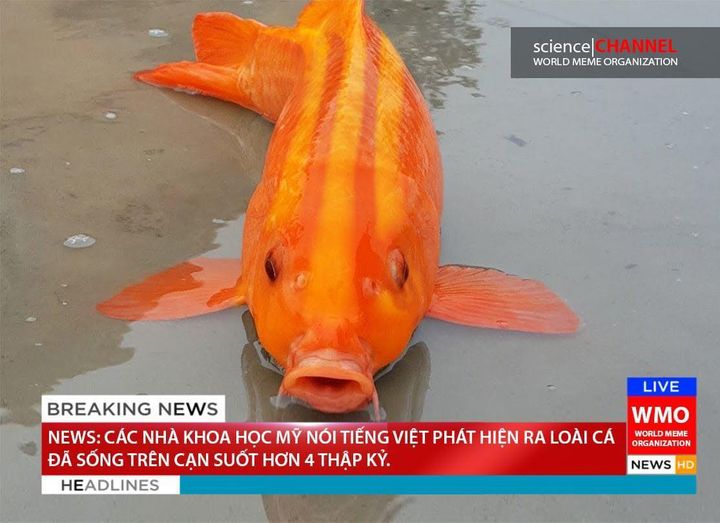 science|CHANNEL
WORLD MEME ORGANIZATION
BREAKING NEWS
LIVE
WMO
WORLD MEME
ORGANIZATION
NEWS HD
NEWS: CÁC NHÀ KHOA HỌC MỸ NÓI TIẾNG VIỆT PHÁT HIỆN RA LOÀI CÁ
ĐÃ SỐNG TRÊN CẠN SUỐT HƠN 4 THẬP KỶ.
HEADLINES